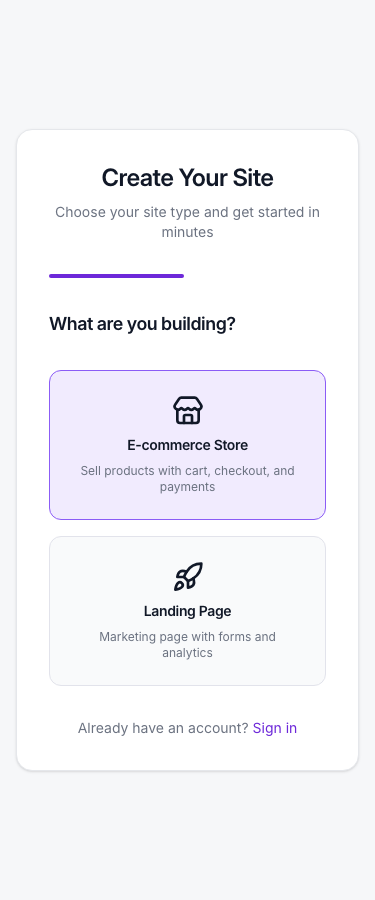 Create Your Site
Choose your site type and get started in
minutes
What are you building?
E-commerce Store
Sell products with cart, checkout, and
payments
Landing Page
Marketing page with forms and
analytics
Already have an account? Sign in